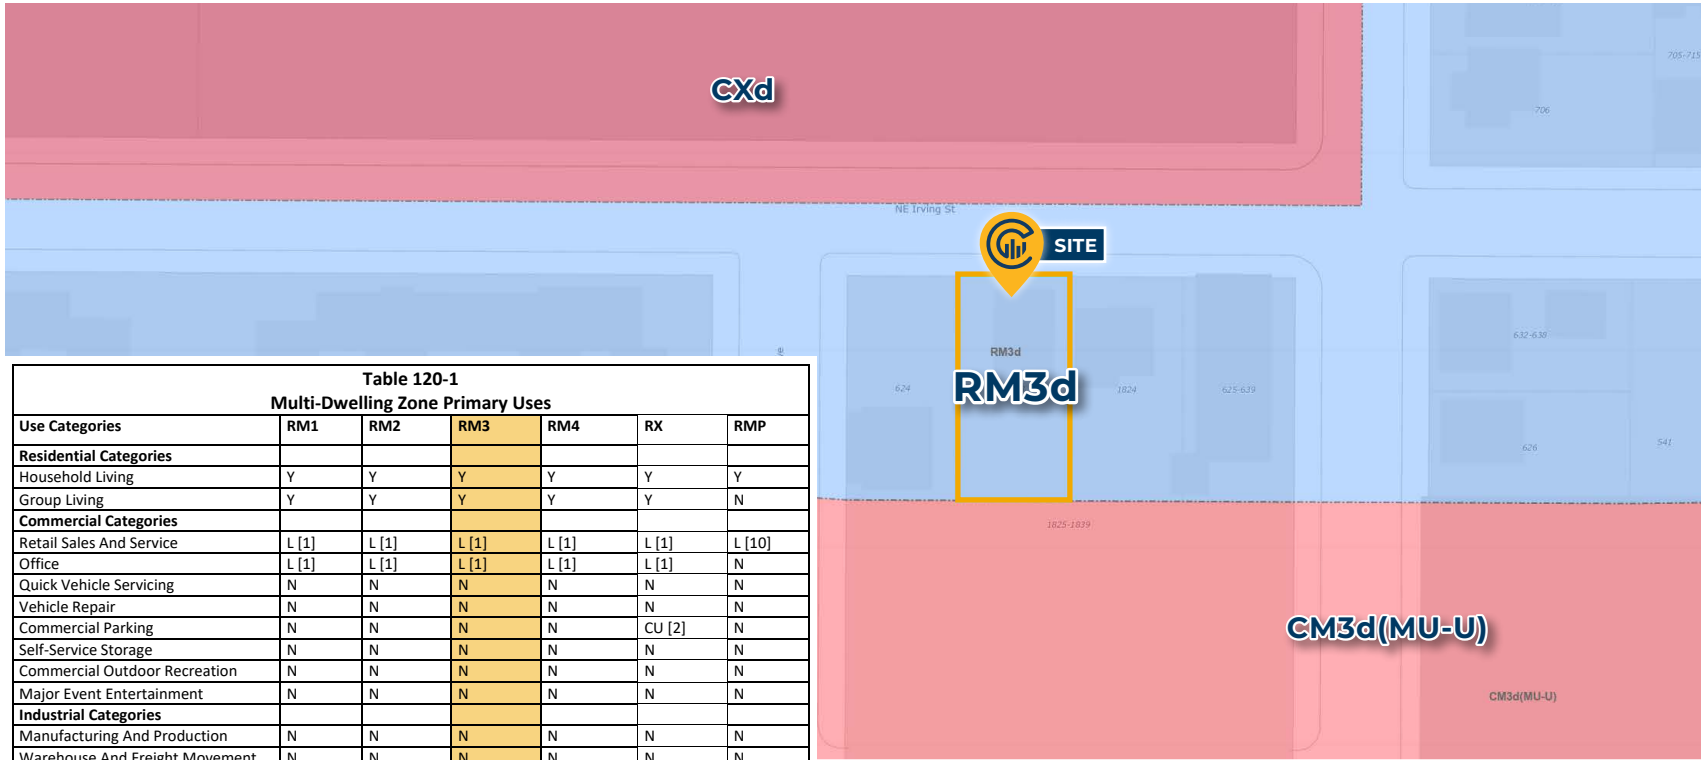 CXd
705-715
706
NE Irving St
SITE
632-638
RM3d
RM3d
624
1824
625-639
626
541
1825-1839
CM3d(MU-U)
CM3d(MU-U)
Table 120-1
Multi-Dwelling Zone Primary Uses
Use Categories RM1 RM2 RM3 RM4 RX RMP
Residential Categories
Household Living Y Y Y Y Y Y
Group Living Y Y Y Y Y N
Commercial Categories
Retail Sales And Service L [1] L [1] L [1] L [1] L [1] L [10]
Office L [1] L [1] L [1] L [1] L [1] N
Quick Vehicle Servicing N N N N N N
Vehicle Repair N N N N N N
Commercial Parking N N N N CU [2] N
Self-Service Storage N N N N N N
Commercial Outdoor Recreation N N N N N N
Major Event Entertainment N N N N N N
Industrial Categories
Manufacturing And Production N N N N N N
Warehouse And Freight Movement N N N N N N